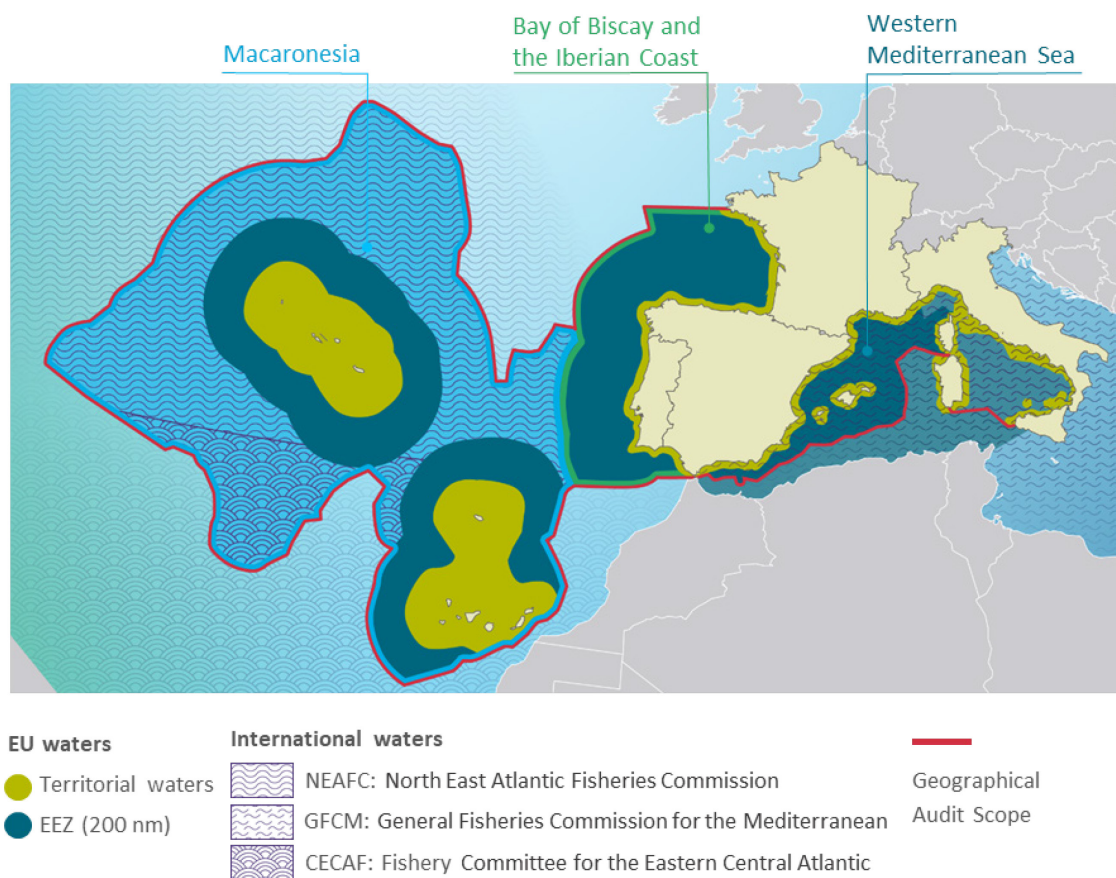 Macaronesia
Bay of Biscay and
the Iberian Coast
Western
Mediterranean Sea
EU waters
Territorial waters
EEZ (200 nm)
International waters
NEAFC: North East Atlantic Fisheries Commission
GFCM: General Fisheries Commission for the Mediterranean
CECAF: Fishery Committee for the Eastern Central Atlantic
Geographical
Audit Scope